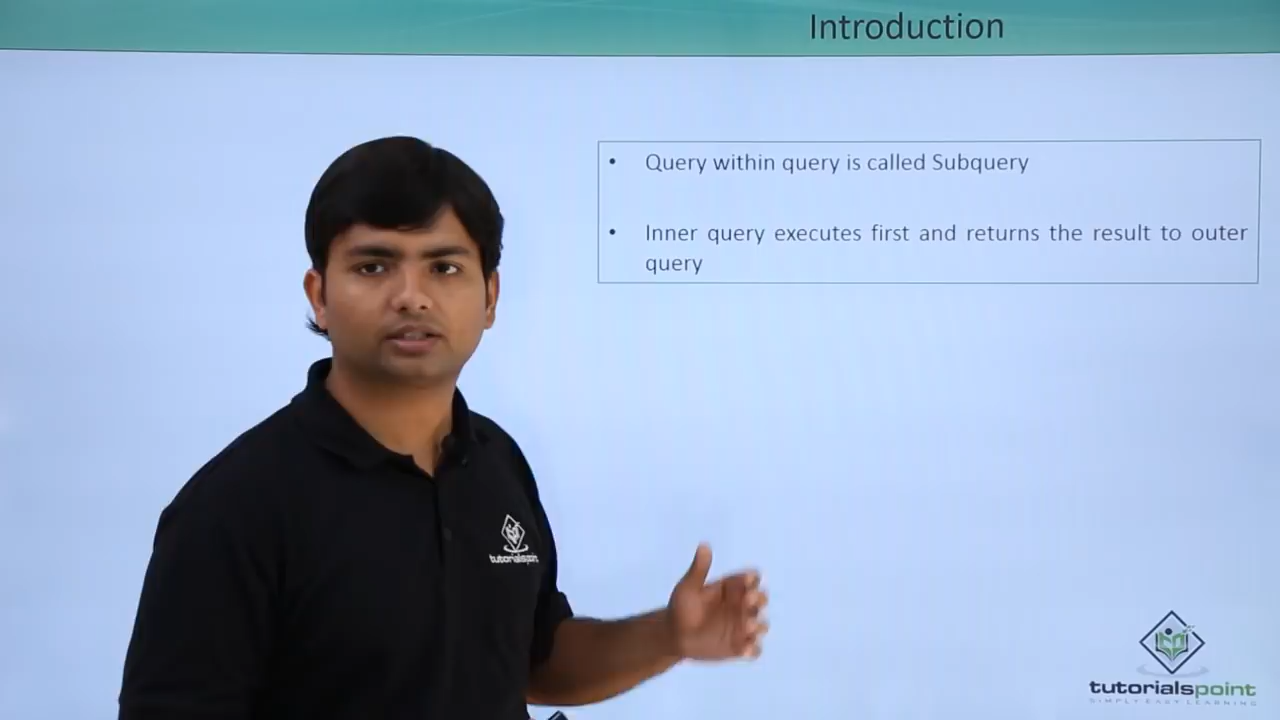 Introduction
• Query within query is called Subquery
• Inner query executes first and returns the result to outer
query
tutorialspoint
tutorialspoint
SIMPLY EASY LEARNING